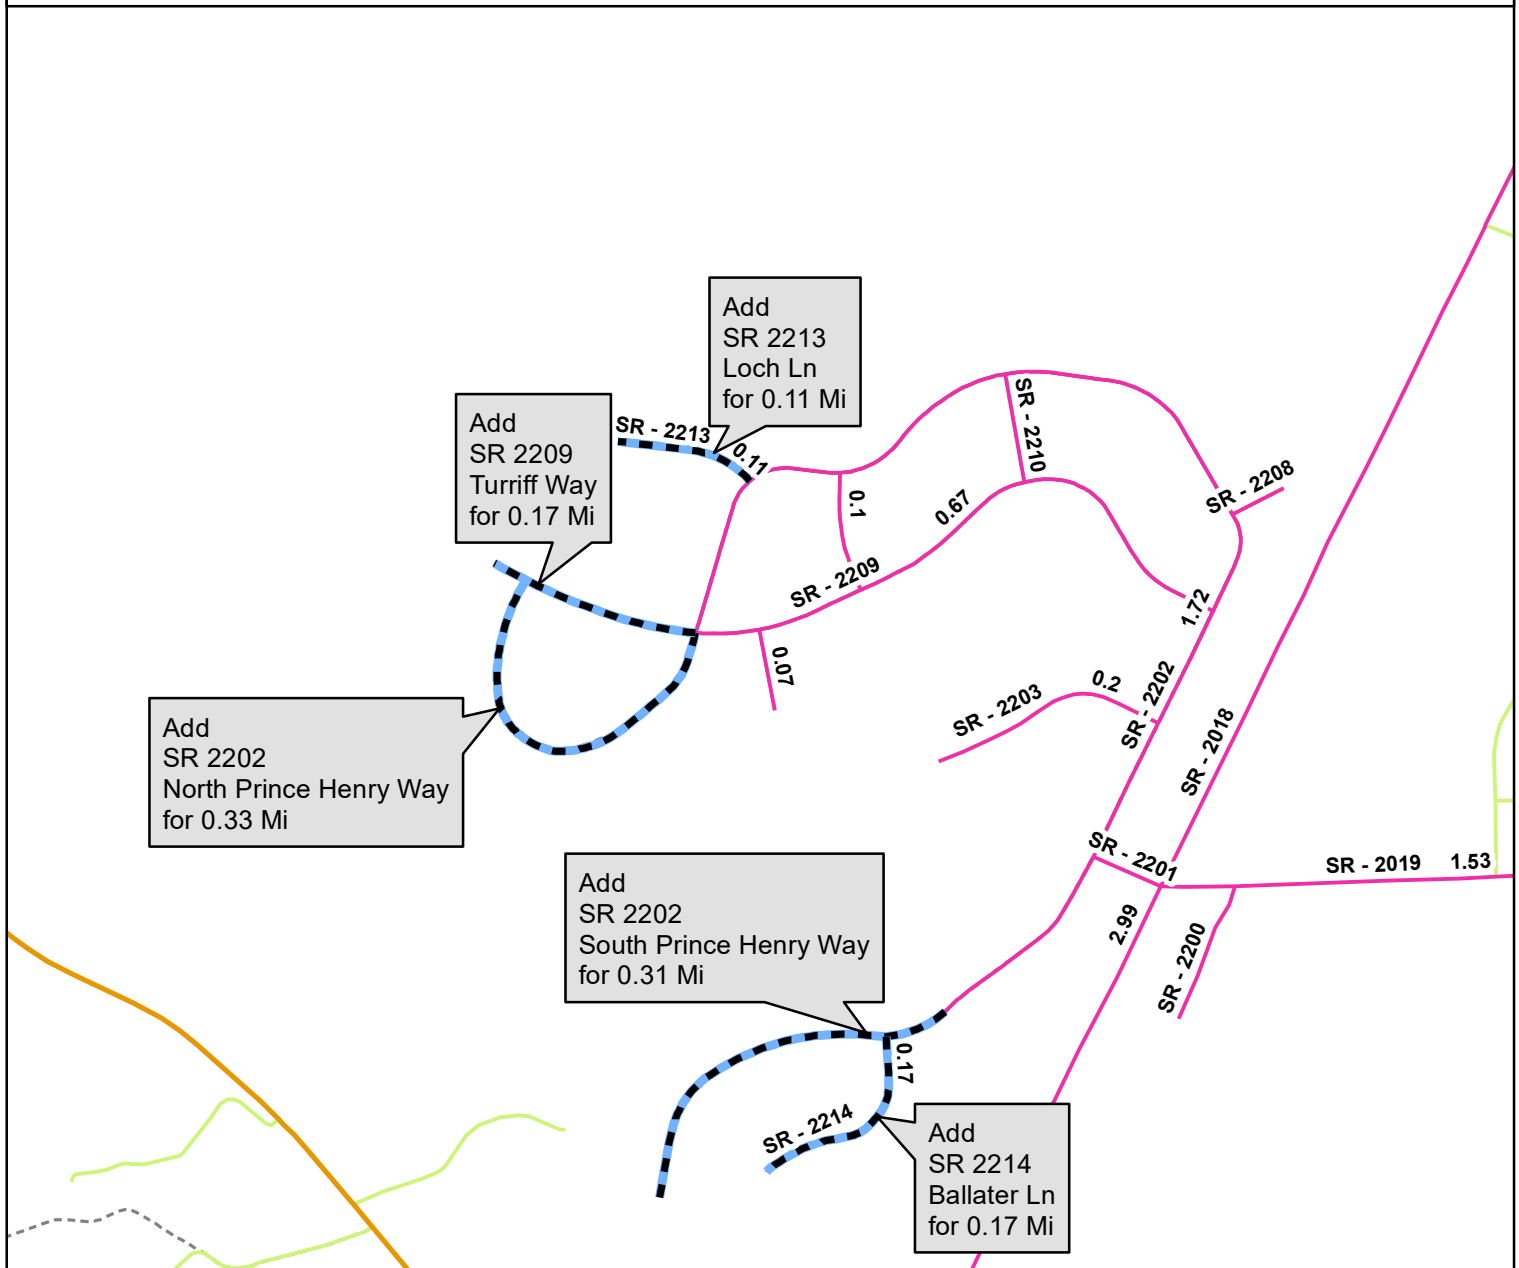 Add
SR 2213
Loch Ln
for 0.11 Mi
Add
SR 2209
Turriff Way
for 0.17 Mi
SR - 2213
0.11
SR - 2210
SR - 2208
0.1
0.67
SR - 2209
1.72
0.07
SR - 2203
0.2
SR - 2202
SR - 2018
Add
SR 2202
North Prince Henry Way
for 0.33 Mi
SR - 2201
SR - 2019
1.53
Add
SR 2202
South Prince Henry Way
for 0.31 Mi
2.99
SR - 2200
0.17
SR - 2214
Add
SR 2214
Ballater Ln
for 0.17 Mi